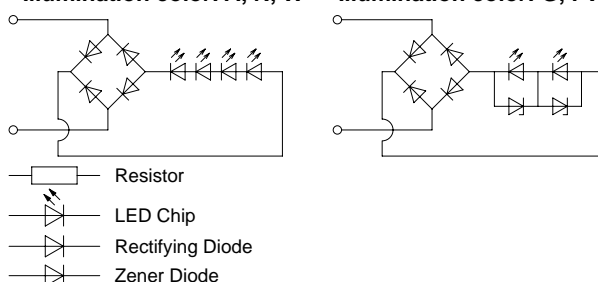 Illumination color: A, R, W
Illumination color: G,
Resistor
LED Chip
Rectifying Diode
Zener Diode